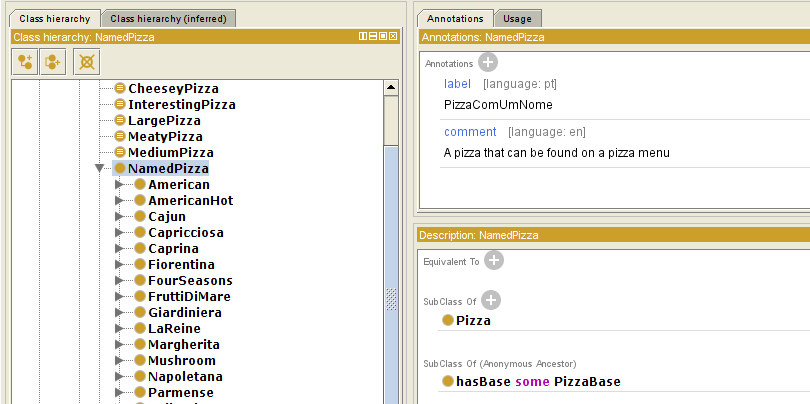 Class hierarchy
Class hierarchy (inferred)
Class hierarchy: NamedPizza
CheeseyPizza
InterestingPizza
LargePizza
MeatyPizza
MediumPizza
NamedPizza
American
AmericanHot
Cajun
Capricciosa
Caprina
Fiorentina
FourSeasons
FruttiDiMare
Giardiniera
LaReine
Margherita
Mushroom
Napoletana
Parmense
Annotations
Usage
Annotations: NamedPizza
Annotations
label [language: pt]
PizzaComUmNome
comment [language: en]
A pizza that can be found on a pizza menu
Description: NamedPizza
Equivalent To
SubClass Of
Pizza
SubClass Of (Anonymous Ancestor)
hasBase some PizzaBase